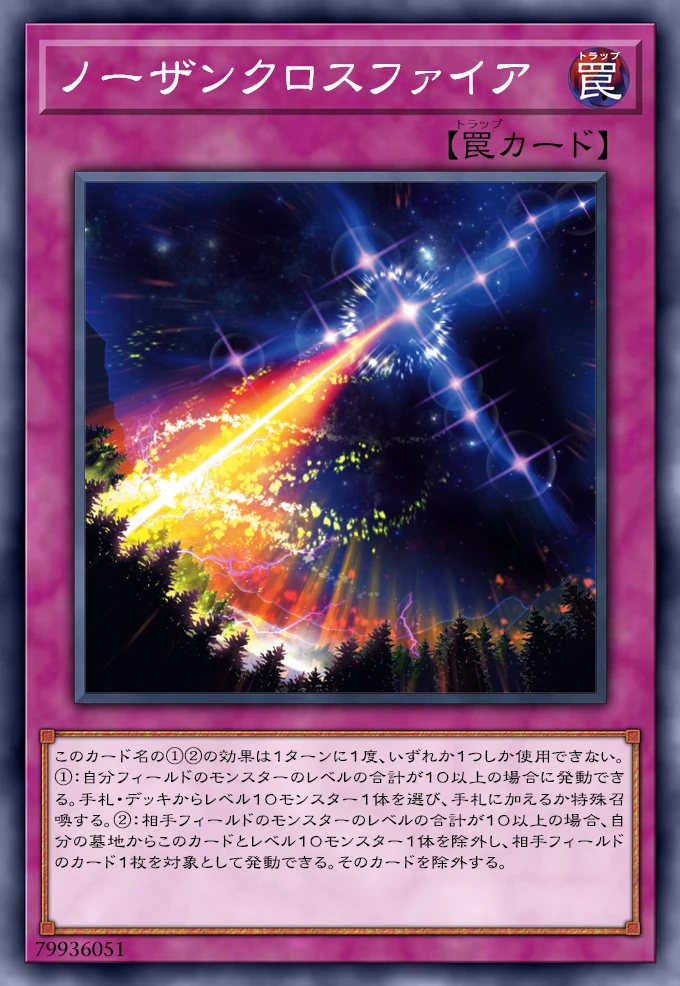 ノーザンクロスファイア
トラップ
罠
トラップ
【罠カード】
このカード名の①②の効果は1ターンに1度、いずれか1つしか使用できない。
①:自分フィールドのモンスターのレベルの合計が10以上の場合に発動でき
る。手札・デッキからレベル10モンスター1体を選び、手札に加えるか特殊召
喚する。②:相手フィールドのモンスターのレベルの合計が10以上の場合、自
分の墓地からこのカードとレベル10モンスター1体を除外し、相手フィールド
のカード1枚を対象として発動できる。そのカードを除外する。
79936051